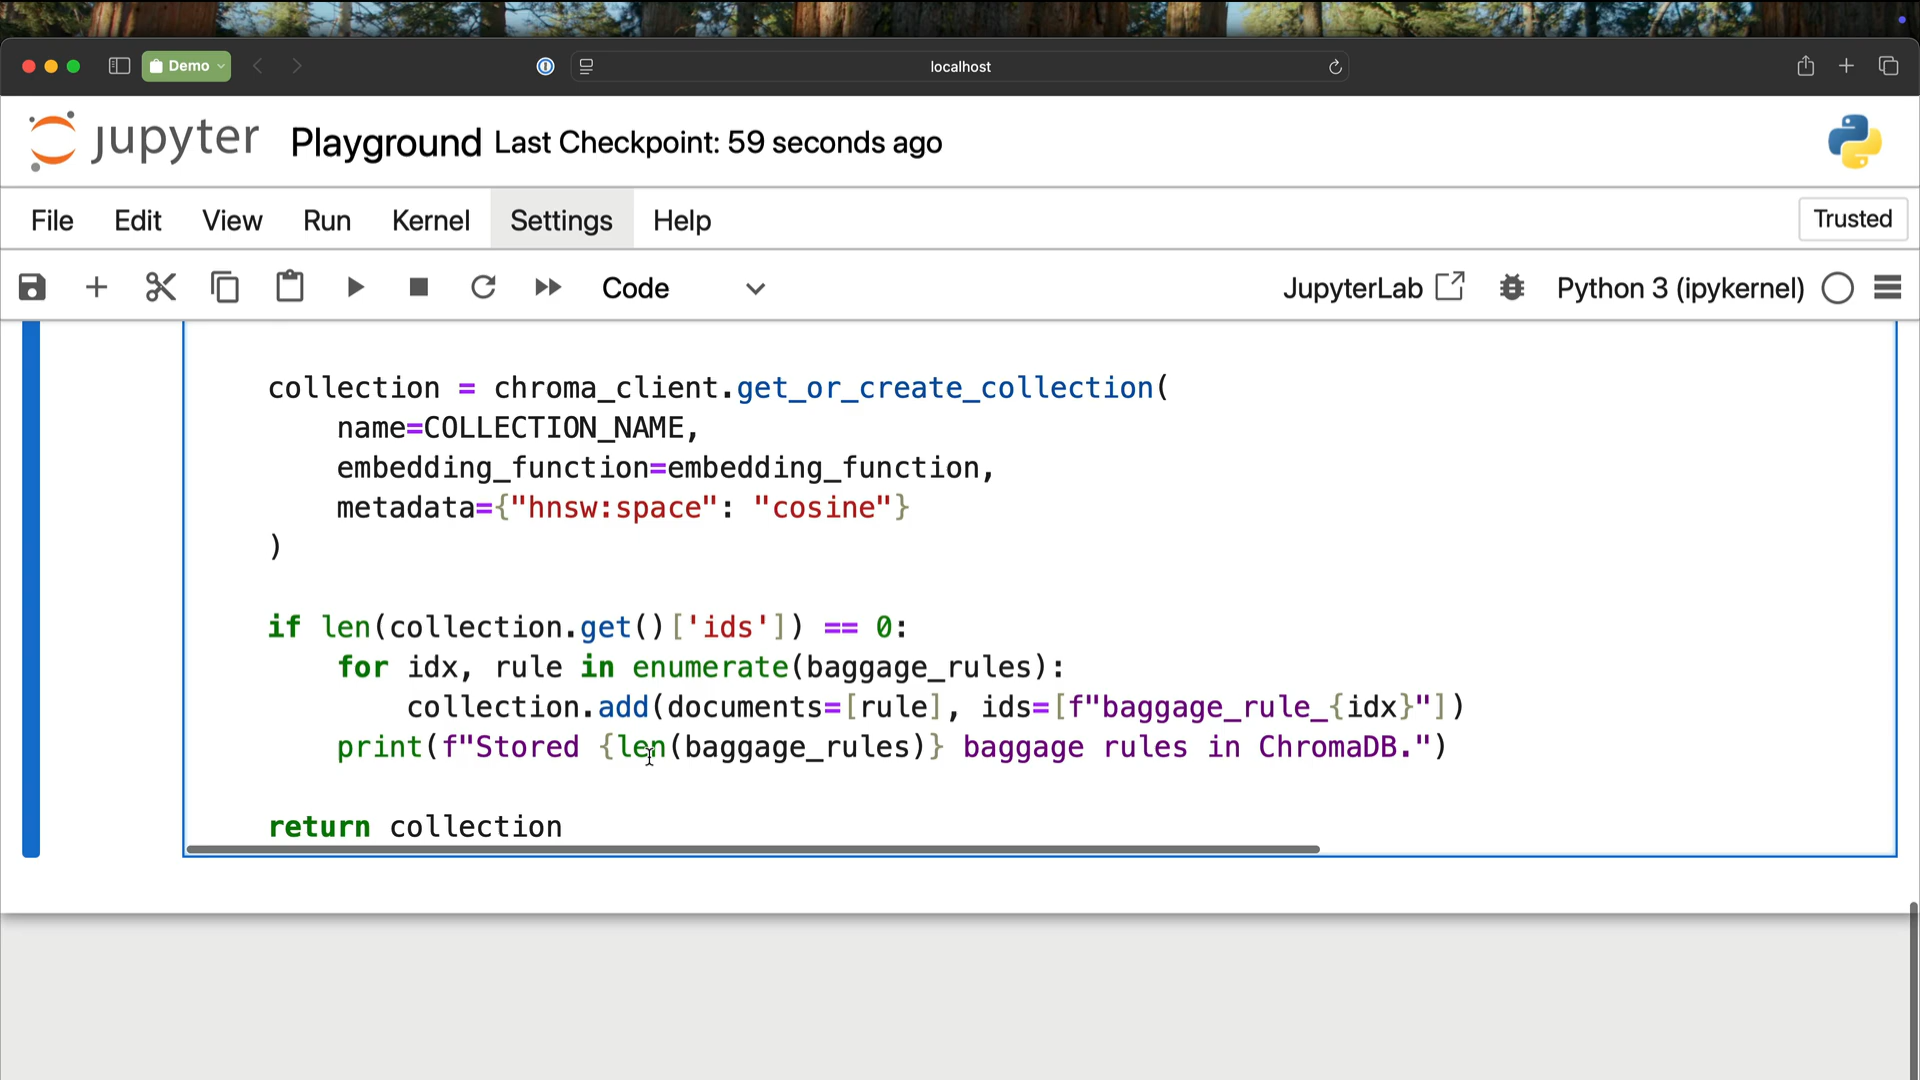 Demo
localhost
jupyter Playground Last Checkpoint: 59 seconds ago
File Edit View Run Kernel Settings Help Trusted
Code JupyterLab Python 3 (ipykernel)
collection = chroma_client.get_or_create_collection(
    name=COLLECTION_NAME,
    embedding_function=embedding_function,
    metadata={"hnsw:space": "cosine"}
)
if len(collection.get()['ids']) == 0:
    for idx, rule in enumerate(baggage_rules):
        collection.add(documents=[rule], ids=[f"baggage_rule_{idx}"])
    print(f"Stored {len(baggage_rules)} baggage rules in ChromaDB.")
return collection